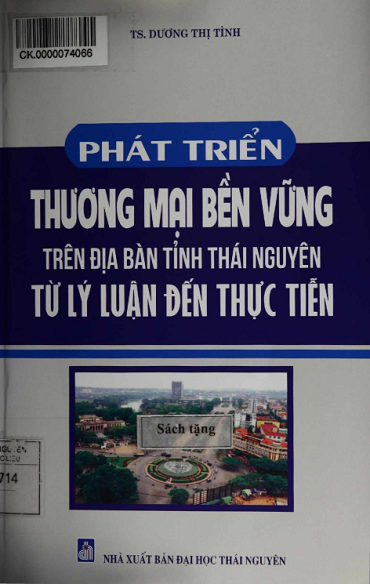 CK.0000074066
TS. DƯƠNG THỊ TÌNH
PHÁT TRIỂN
THƯƠNG MẠI BỀN VỮNG
TRÊN ĐỊA BÀN TỈNH THÁI NGUYÊN
TỪ LÝ LUẬN ĐẾN THỰC TIỄN
Sách tặng
714
NHÀ XUẤT BẢN ĐẠI HỌC THÁI NGUYÊN